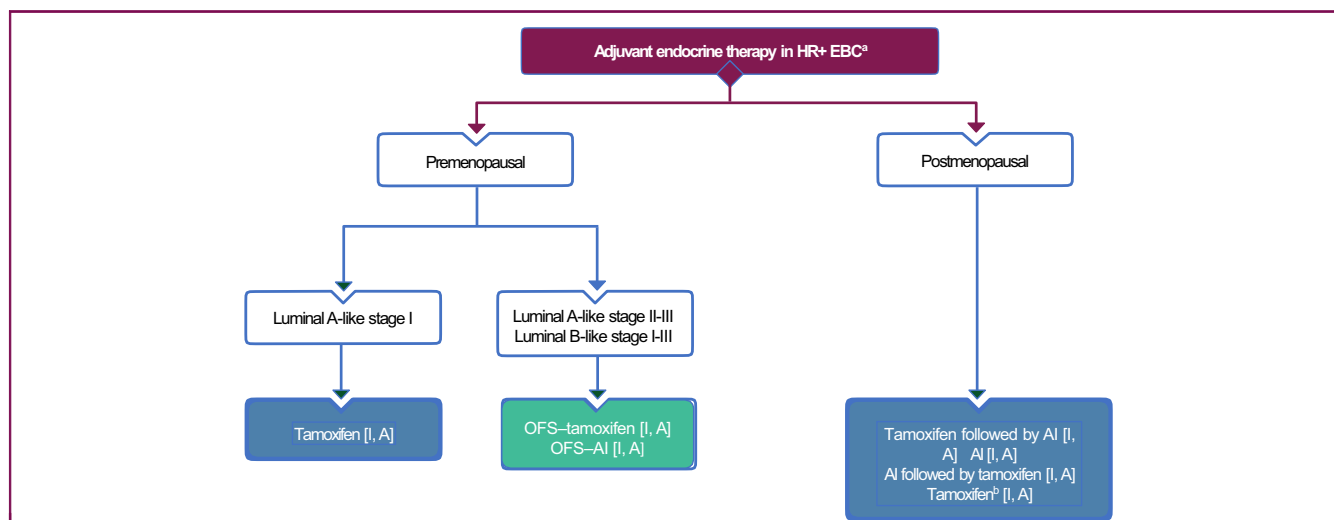 Adjuvant endocrine therapy in HR+ EBCᵃ
Premenopausal
Postmenopausal
Luminal A-like stage I
Luminal A-like stage II-III
Luminal B-like stage I-III
Tamoxifen [I, A]
OFS–tamoxifen [I, A]
OFS–AI [I, A]
Tamoxifen followed by AI [I,
A] AI [I, A]
AI followed by tamoxifen [I, A]
Tamoxifenᵇ [I, A]